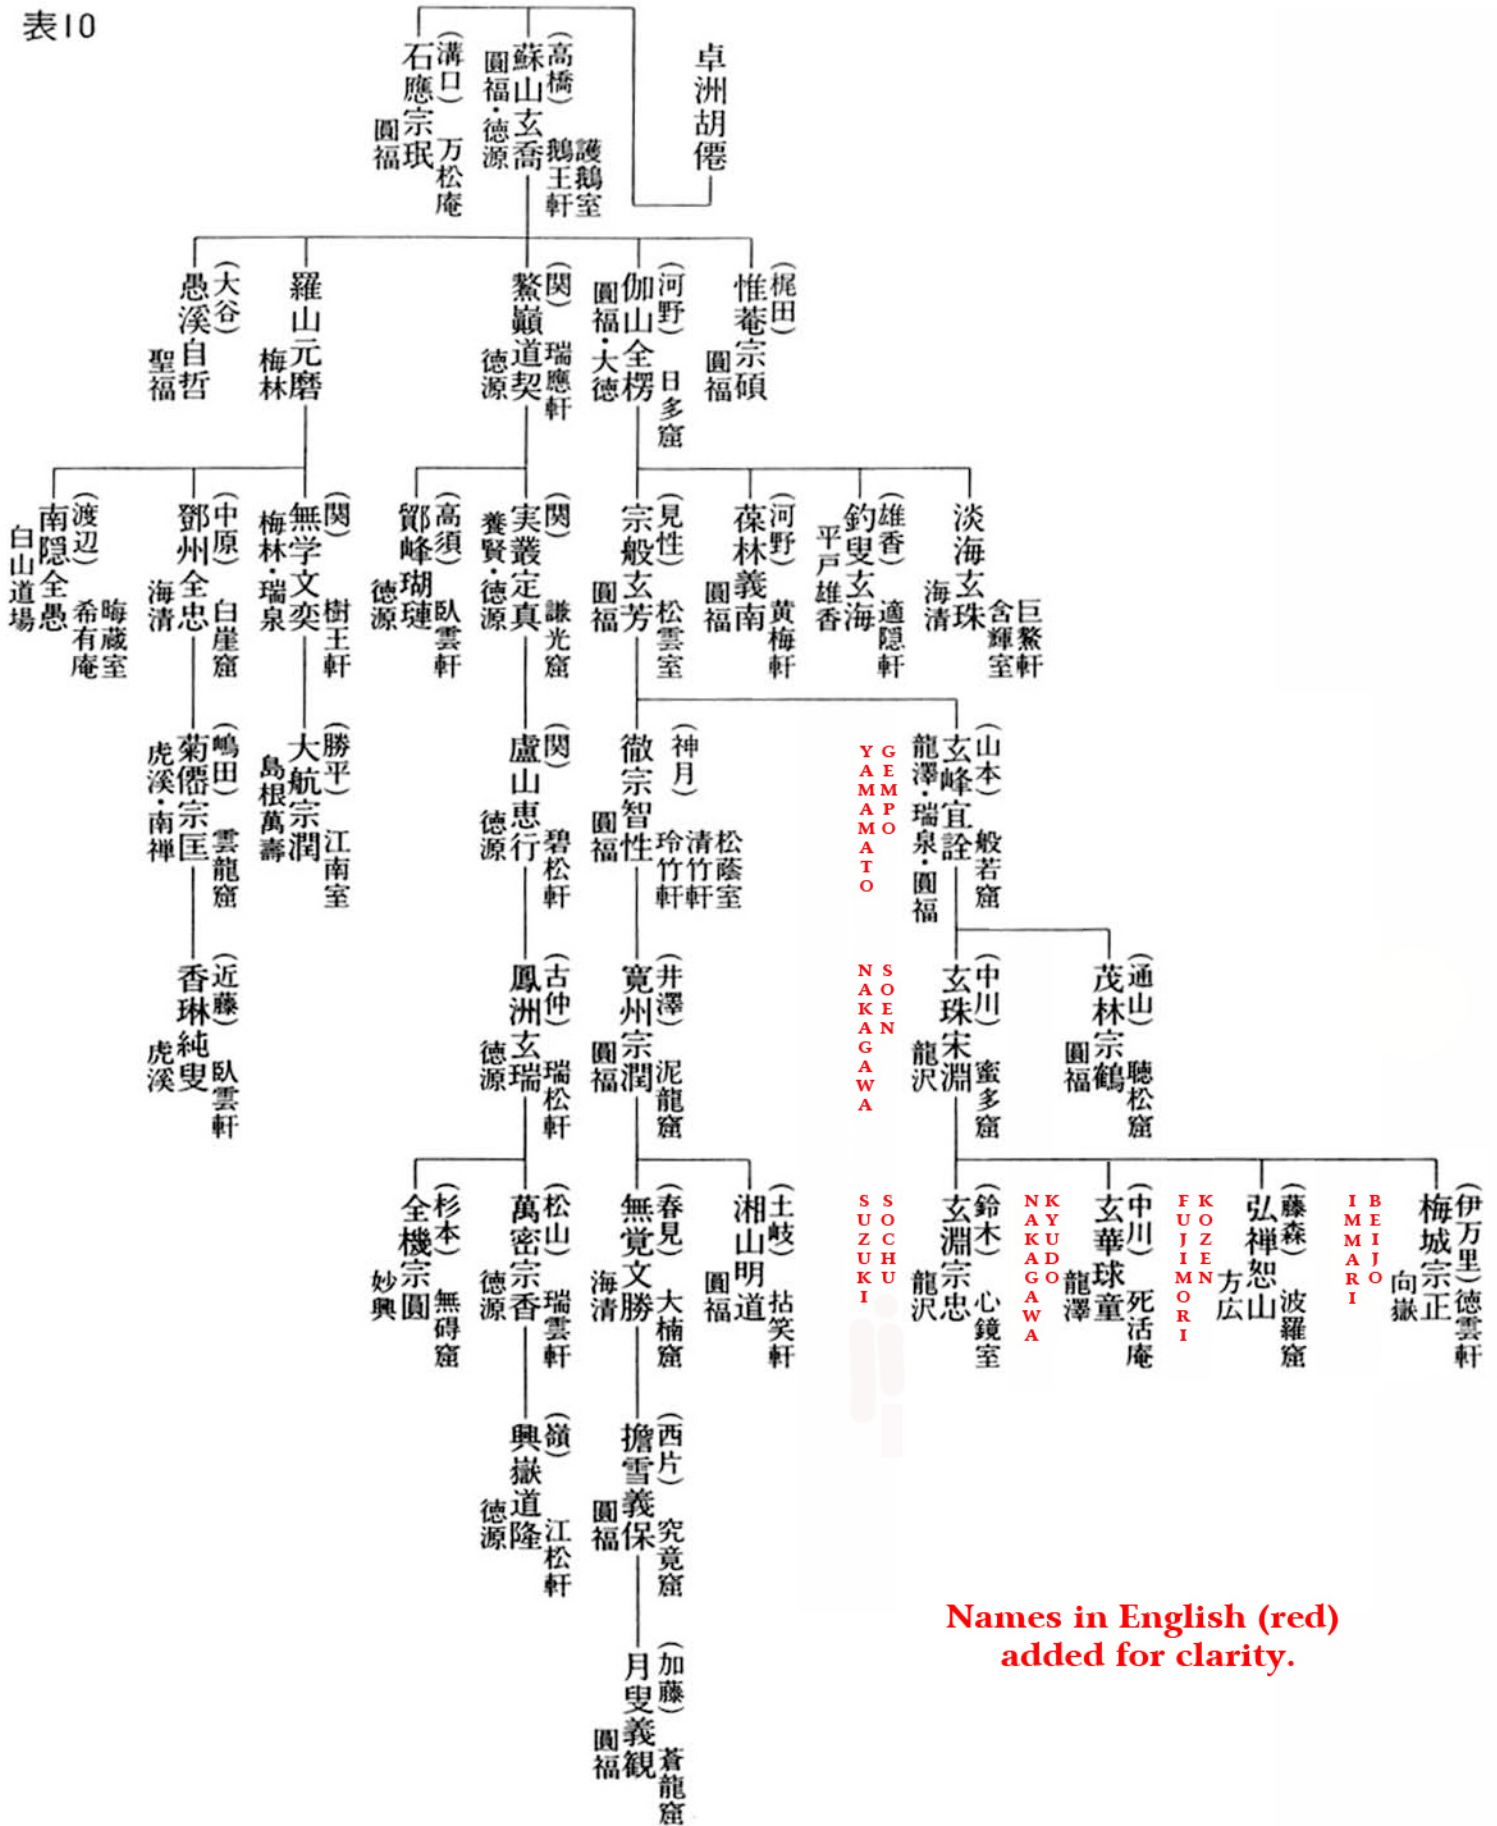 表10
卓洲胡僊
(高橋) 護鵝室
鵝王軒
蘇山玄喬
圓福・徳源
(溝口) 万松庵
石應宗珉
圓福
(梶田)
惟菴宗碩
圓福
(河野) 日多窟
伽山全楞
圓福・大徳
(関) 瑞應軒
鰲巓道契
徳源
羅山元磨
梅林
(大谷)
愚溪自哲
聖福
巨鰲軒
含輝室
淡海玄珠
海清
(雄香) 適隠軒
釣叟玄海
平戸雄香
(河野) 黄梅軒
葆林義南
圓福
(見性) 松雲室
宗般玄芳
圓福
(関) 謙光窟
実叢定真
養賢・徳源
(高須) 臥雲軒
鄮峰瑚璉
徳源
(関) 樹王軒
無学文奕
梅林・瑞泉
(中原) 白崖窟
鄧州全忠
海清
(渡辺) 晦蔵室
希有庵
南隠全愚
白山道場
(山本) 般若窟
玄峰宜詮
龍澤・瑞泉・圓福
GEMPO
YAMAMATO
(神月) 松蔭室
清竹軒
玲竹軒
徹宗智性
圓福
(関) 碧松軒
盧山恵行
徳源
(勝平) 江南室
大航宗潤
島根萬壽
(嶋田) 雲龍窟
菊僊宗匡
虎溪・南禅
(通山) 聴松窟
茂林宗鶴
圓福
(中川) 蜜多窟
玄珠宋淵
龍沢
SOEN
NAKAGAWA
(井澤) 泥龍窟
寛州宗潤
圓福
(古仲) 瑞松軒
鳳洲玄瑞
徳源
(近藤) 臥雲軒
香琳純叟
虎溪
(伊万里) 徳雲軒
梅城宗正
向嶽
BEIJO
IMMARI
(藤森) 波羅窟
弘禅恕山
方広
KOZEN
FUJIMORI
(中川) 死活庵
玄華球童
龍澤
KYUDO
NAKAGAWA
(鈴木) 心鏡室
玄淵宗忠
龍沢
SOCHU
SUZUKI
(土岐) 拈笑軒
湘山明道
圓福
(春見) 大楠窟
無覚文勝
海清
(松山) 瑞雲軒
萬密宗香
徳源
(杉本) 無碍窟
全機宗圓
妙興
(西片) 究竟窟
擔雪義保
圓福
(嶺) 江松軒
興嶽道隆
徳源
(加藤) 蒼龍窟
月叟義観
圓福
Names in English (red)
added for clarity.